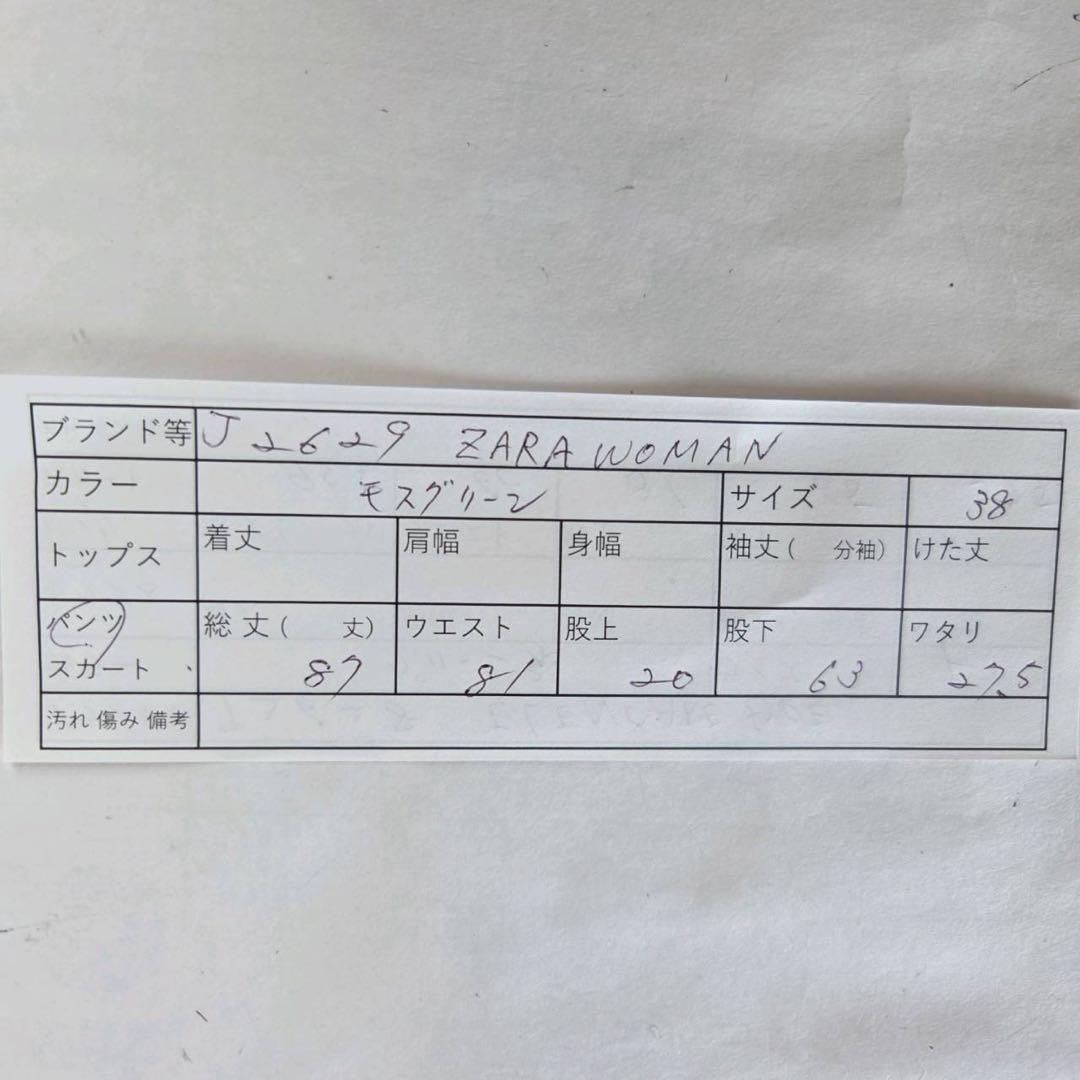 ブランド等 J2629 ZARA WOMAN
カラー モスグリーン サイズ 38
トップス 着丈 肩幅 身幅 袖丈( 分袖) けた丈
パンツ 総丈( 丈) ウエスト 股上 股下 ワタリ
スカート 87 81 20 63 27.5
汚れ 傷み 備考